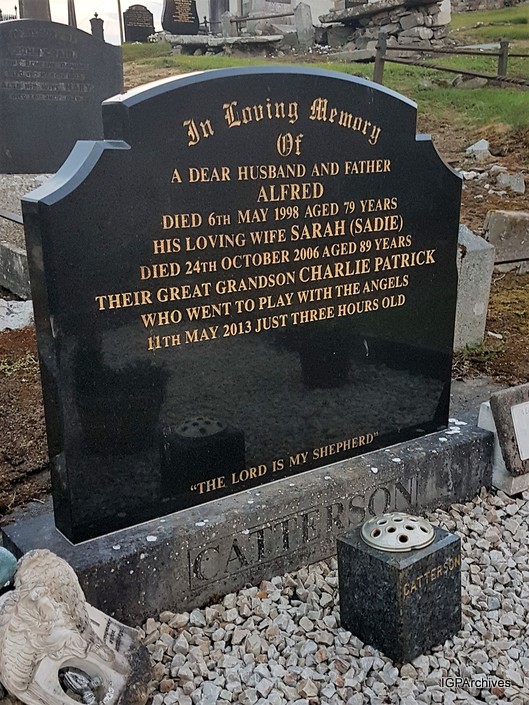 In Loving Memory
Of
A DEAR HUSBAND AND FATHER
ALFRED
DIED 6TH MAY 1998 AGED 79 YEARS
HIS LOVING WIFE SARAH (SADIE)
DIED 24TH OCTOBER 2006 AGED 89 YEARS
THEIR GREAT GRANDSON CHARLIE PATRICK
WHO WENT TO PLAY WITH THE ANGELS
11TH MAY 2013 JUST THREE HOURS OLD
"THE LORD IS MY SHEPHERD"
CATTERSON
CATTERSON
IGPArchives